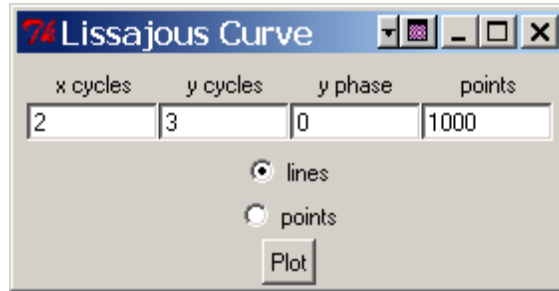 Lissajous Curve
x cycles y cycles y phase points
2 3 0 1000
lines
points
Plot